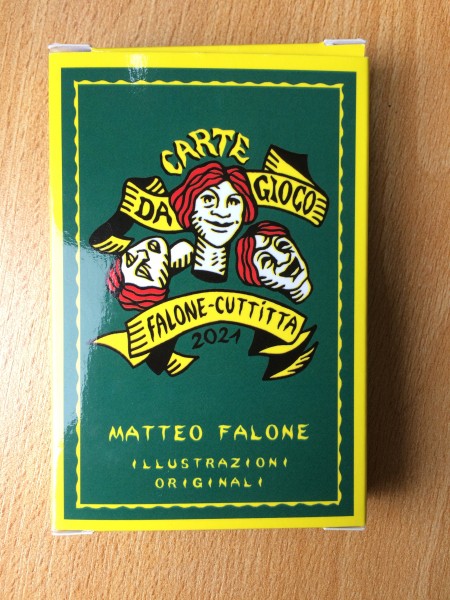 CARTE
DA GIOCO
FALONE-CUTTITTA
2021
MATTEO FALONE
ILLUSTRAZIONI
ORIGINALI